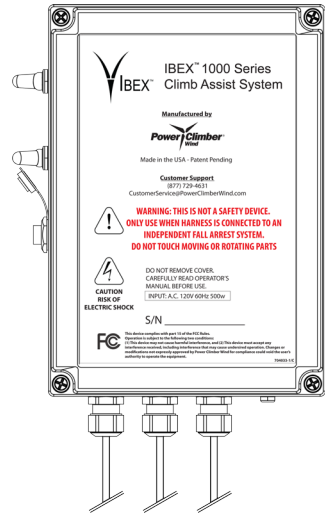 IBEX™
IBEX™ 1000 Series
Climb Assist System
Manufactured by
Power Climber®
Wind
Made in the USA - Patent Pending
Customer Support
(877) 729-4631
CustomerService@PowerClimberWind.com
WARNING: THIS IS NOT A SAFETY DEVICE.
ONLY USE WHEN HARNESS IS CONNECTED TO AN
INDEPENDENT FALL ARREST SYSTEM.
DO NOT TOUCH MOVING OR ROTATING PARTS
CAUTION
RISK OF
ELECTRIC SHOCK
DO NOT REMOVE COVER.
CAREFULLY READ OPERATOR'S
MANUAL BEFORE USE.
INPUT: A.C. 120V 60Hz 500w
S/N
FC
This device complies with part 15 of the FCC Rules.
Operation is subject to the following two conditions:
(1) This device may not cause harmful interference, and (2) This device must accept any
interference received, including interference that may cause undesired operation. Changes or
modifications not expressly approved by Power Climber Wind for compliance could void the user's
authority to operate the equipment.
704033-1/C